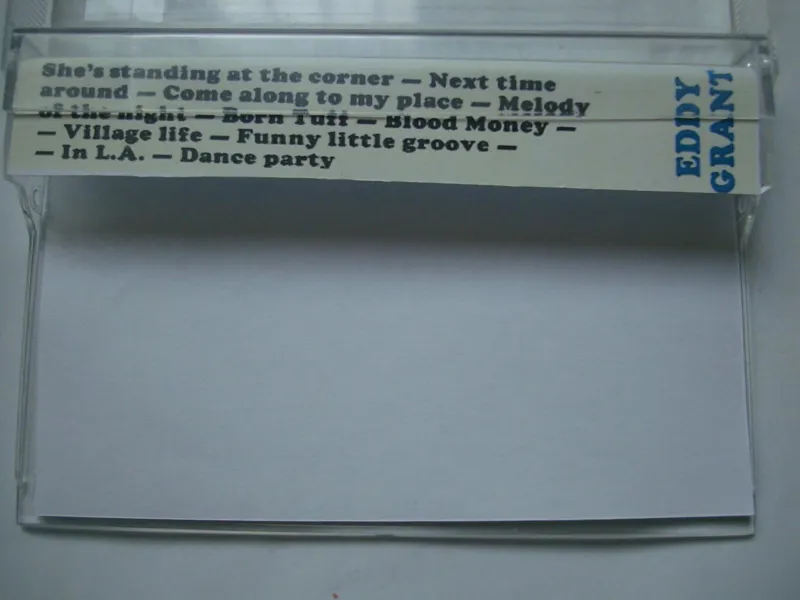 She's standing at the corner — Next time
around — Come along to my place — Melody
of the night — Born Tuff — Blood Money —
— Village life — Funny little groove —
— In L.A. — Dance party
EDDY
GRANT